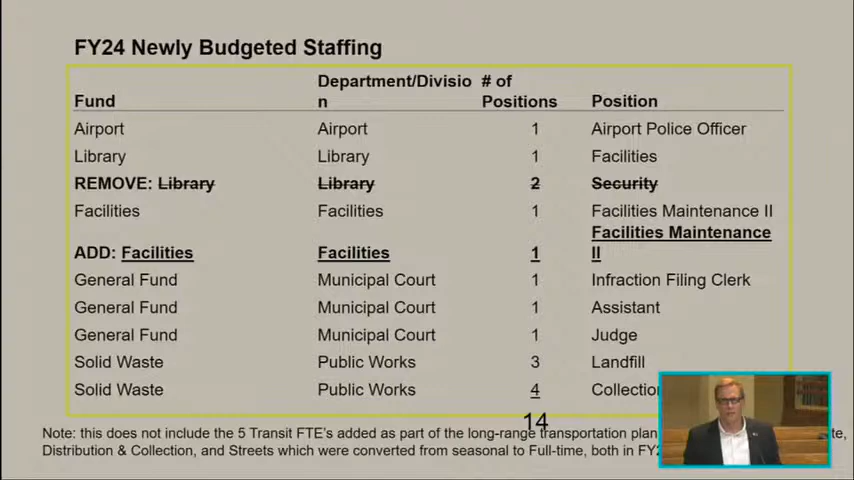 FY24 Newly Budgeted Staffing
Department/Divisio # of
Fund n Positions Position
Airport Airport 1 Airport Police Officer
Library Library 1 Facilities
REMOVE: Library Library 2 Security
Facilities Facilities 1 Facilities Maintenance II
Facilities Maintenance
ADD: Facilities Facilities 1 II
General Fund Municipal Court 1 Infraction Filing Clerk
General Fund Municipal Court 1 Assistant
General Fund Municipal Court 1 Judge
Solid Waste Public Works 3 Landfill
Solid Waste Public Works 4
14
Note: this does not include the 5 Transit FTE's added as part of the long-range transportation plan
Distribution & Collection, and Streets which were converted from seasonal to Full-time, both in